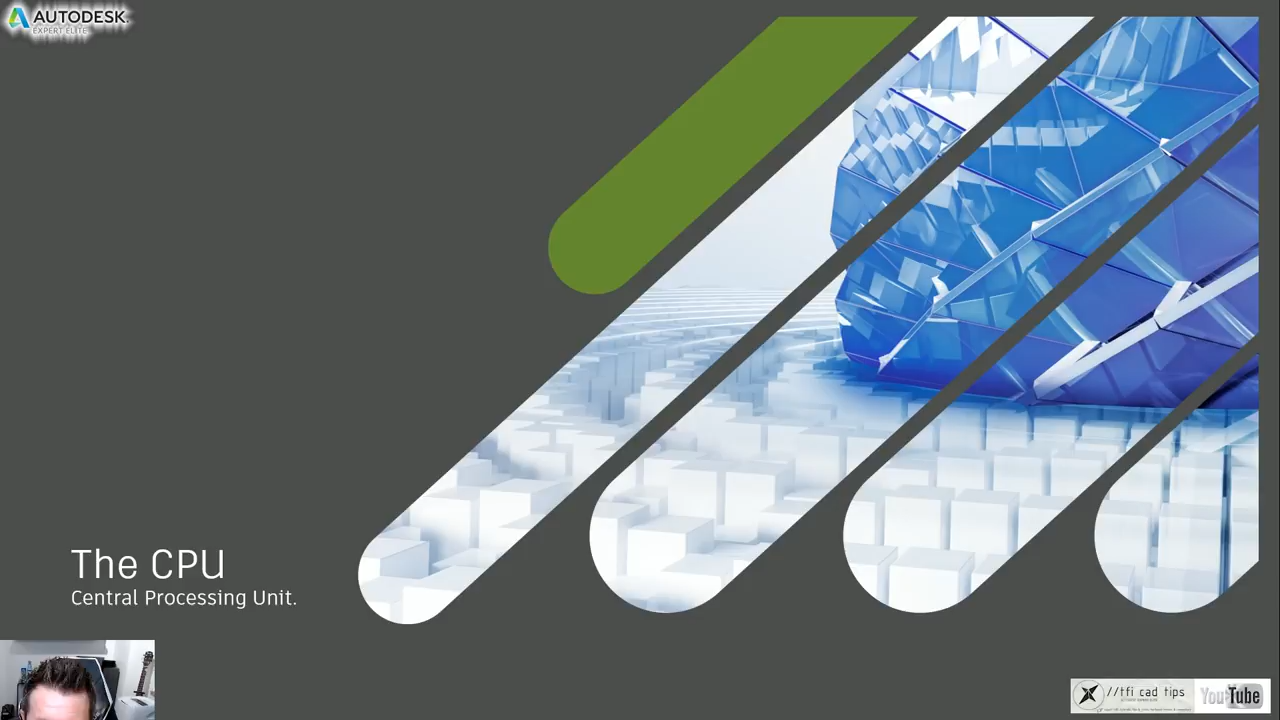 AUTODESK.
EXPERT ELITE
The CPU
Central Processing Unit.
//tfi cad tips
YouTube